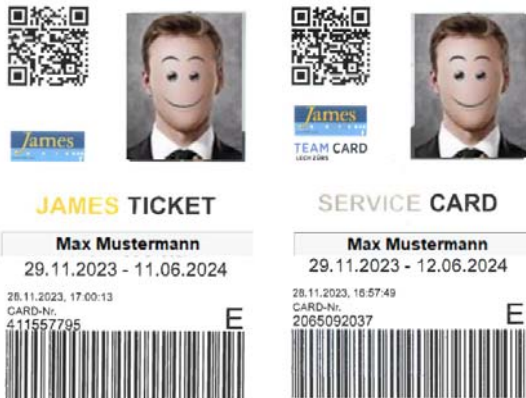 James
JAMES TICKET
Max Mustermann
29.11.2023 - 11.06.2024
28.11.2023, 17:00:13
CARD-Nr.
411557795
E
James
TEAM CARD
LECH ZÜRS
SERVICE CARD
Max Mustermann
29.11.2023 - 12.06.2024
28.11.2023, 16:57:49
CARD-Nr.
2065092037
E